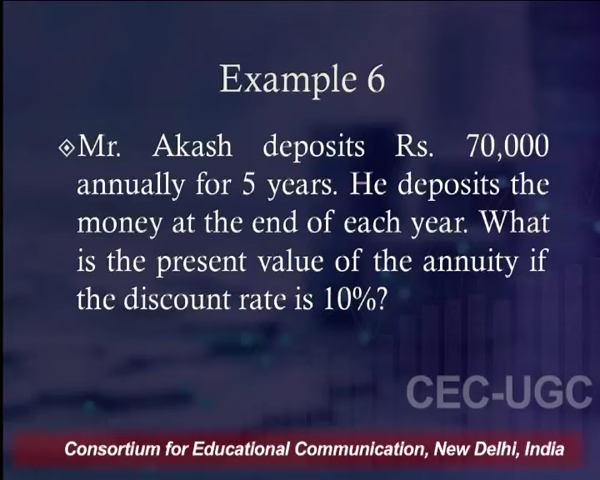 Example 6
Mr. Akash deposits Rs. 70,000
annually for 5 years. He deposits the
money at the end of each year. What
is the present value of the annuity if
the discount rate is 10%?
CEC-UGC
Consortium for Educational Communication, New Delhi, India